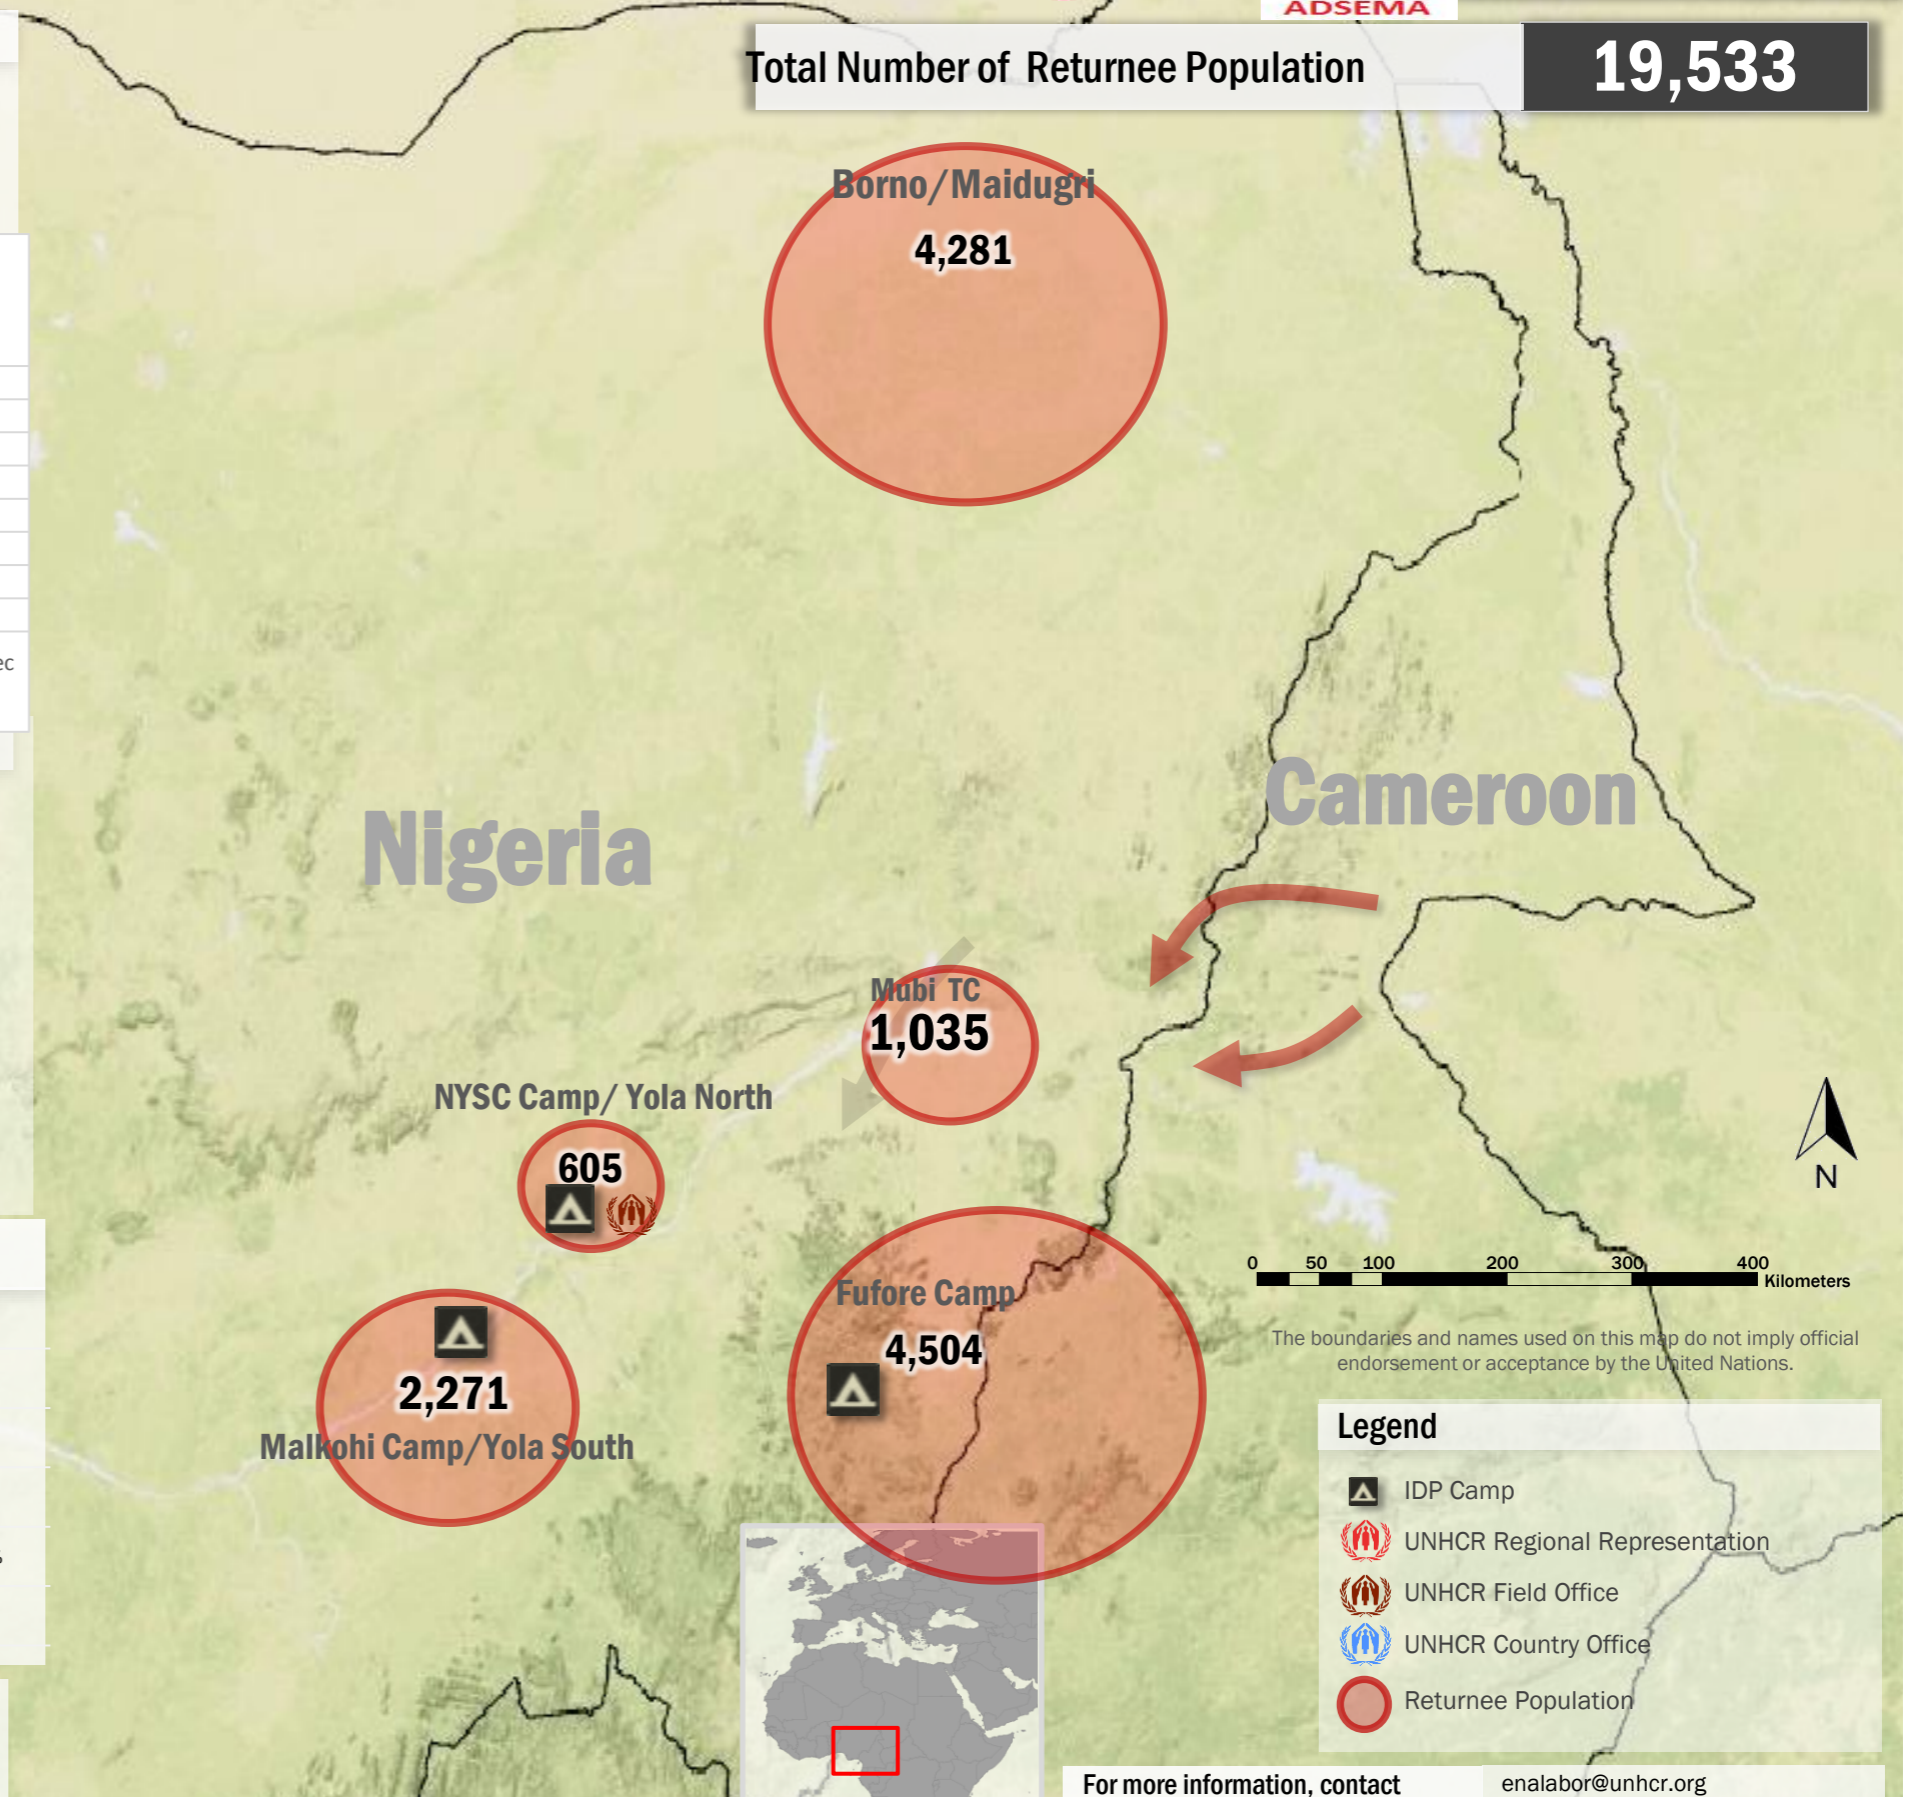 ADSEMA
Total Number of Returnee Population
19,533
Borno/Maidugri
4,281
Nigeria
Cameroon
Mubi TC
1,035
NYSC Camp/ Yola North
605
Fufore Camp
4,504
2,271
Malkohi Camp/Yola South
N
0 50 100 200 300 400
Kilometers
The boundaries and names used on this map do not imply official
endorsement or acceptance by the United Nations.
Legend
IDP Camp
UNHCR Regional Representation
UNHCR Field Office
UNHCR Country Office
Returnee Population
For more information, contact
enalabor@unhcr.org